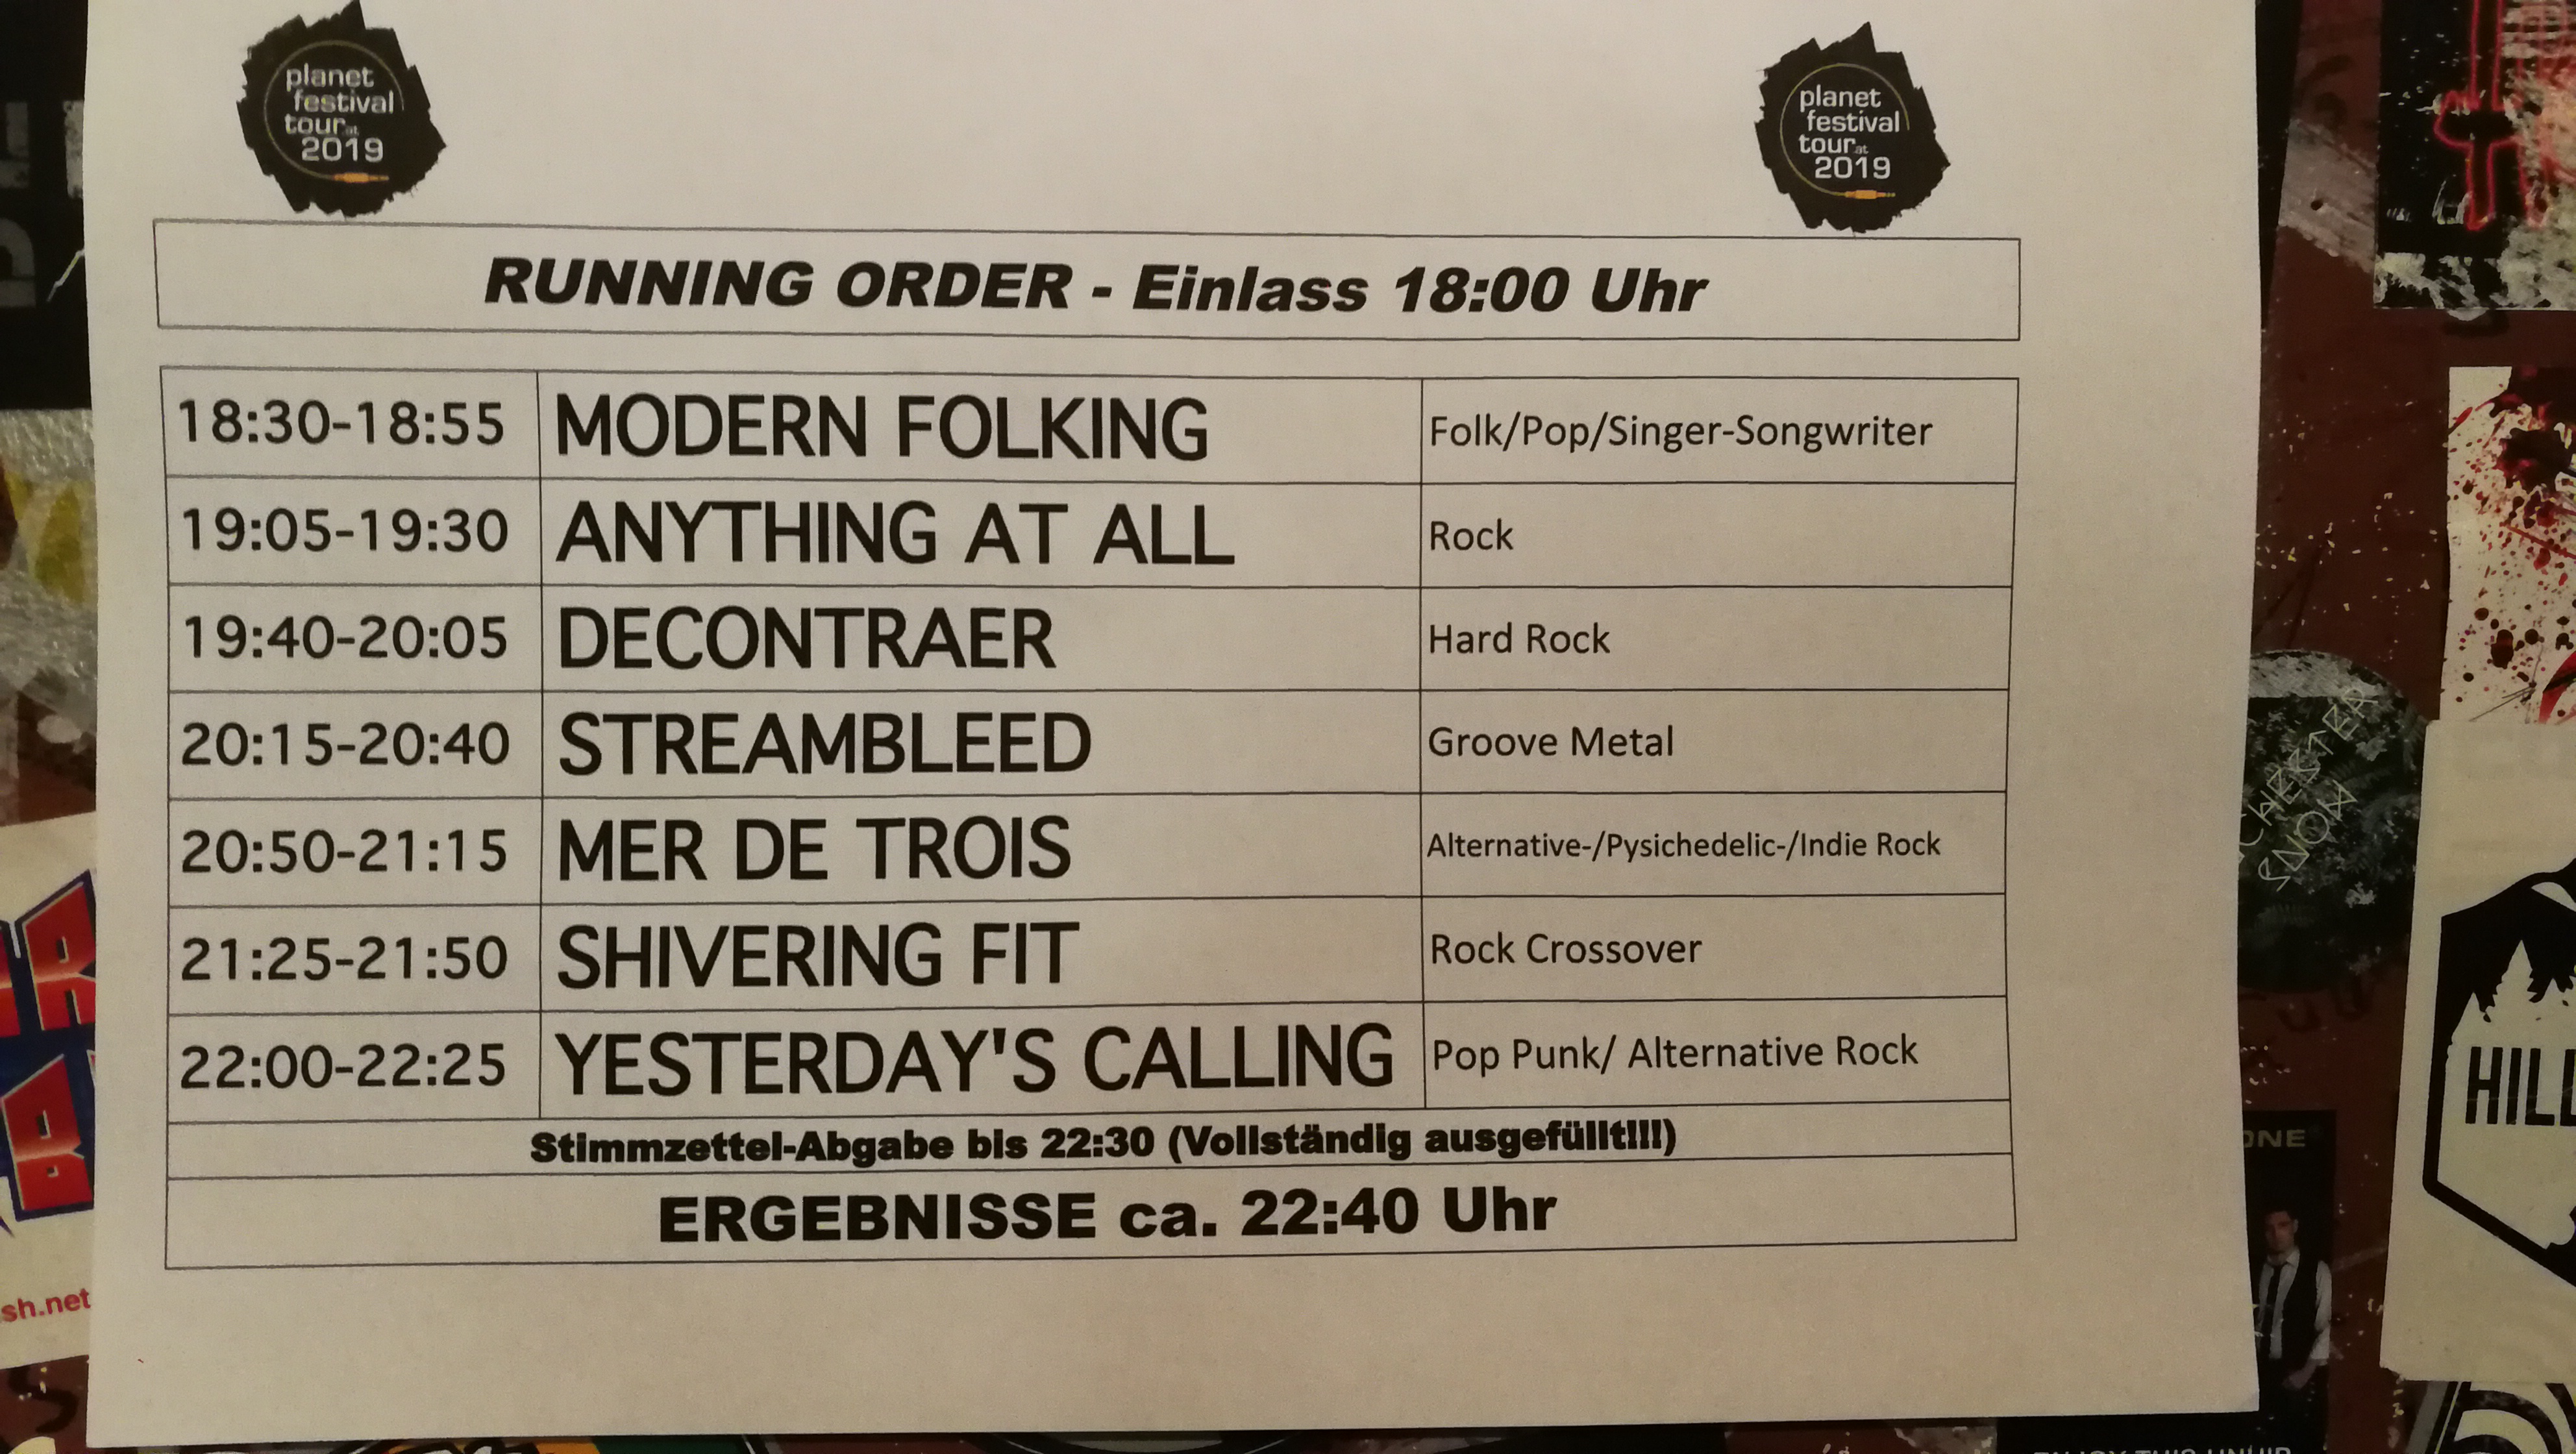 planet
festival
tour at
2019
planet
festival
tour at
2019
RUNNING ORDER - Einlass 18:00 Uhr
18:30-18:55 MODERN FOLKING Folk/Pop/Singer-Songwriter
19:05-19:30 ANYTHING AT ALL Rock
19:40-20:05 DECONTRAER Hard Rock
20:15-20:40 STREAMBLEED Groove Metal
20:50-21:15 MER DE TROIS Alternative-/Pysichedelic-/Indie Rock
21:25-21:50 SHIVERING FIT Rock Crossover
22:00-22:25 YESTERDAY'S CALLING Pop Punk/ Alternative Rock
Stimmzettel-Abgabe bis 22:30 (Vollständig ausgefüllt!!!)
ERGEBNISSE ca. 22:40 Uhr
sh.net
SNOW
HILL